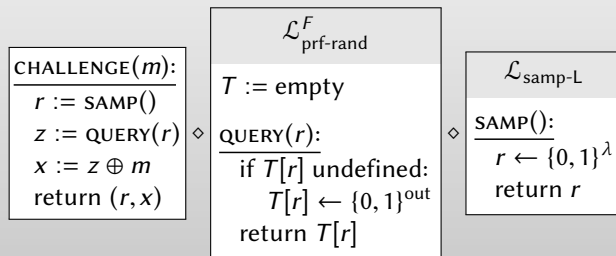 CHALLENGE(m):
r := SAMP()
z := QUERY(r)
x := z ⊕ m
return (r, x)
⋄
ℒ^F_prf-rand
T := empty
QUERY(r):
if T[r] undefined:
T[r] ← {0, 1}^out
return T[r]
⋄
ℒ_samp-L
SAMP():
r ← {0, 1}^λ
return r